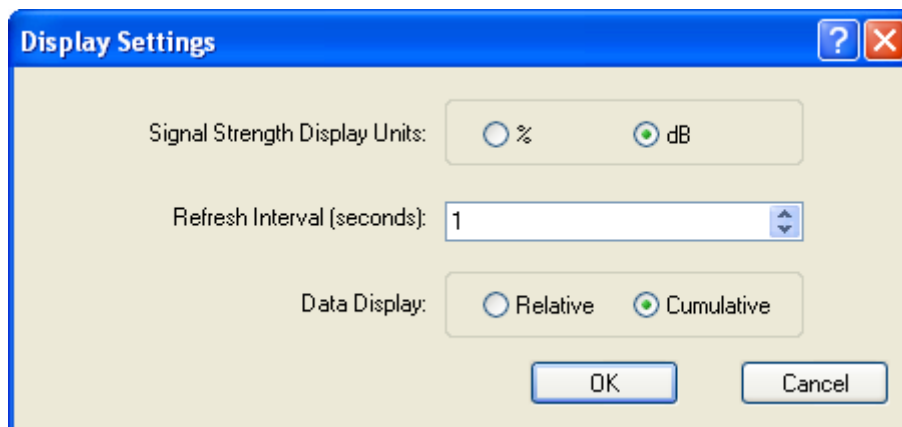 Display Settings
Signal Strength Display Units: % dB
Refresh Interval (seconds): 1
Data Display: Relative Cumulative
OK Cancel